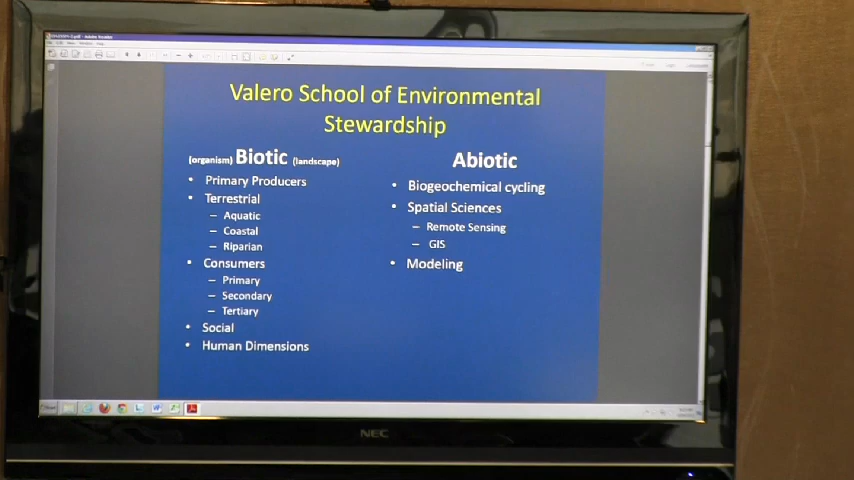 Valero School of Environmental
Stewardship
(organism) Biotic (landscape)
• Primary Producers
• Terrestrial
– Aquatic
– Coastal
– Riparian
• Consumers
– Primary
– Secondary
– Tertiary
• Social
• Human Dimensions
Abiotic
• Biogeochemical cycling
• Spatial Sciences
– Remote Sensing
– GIS
• Modeling
NEC